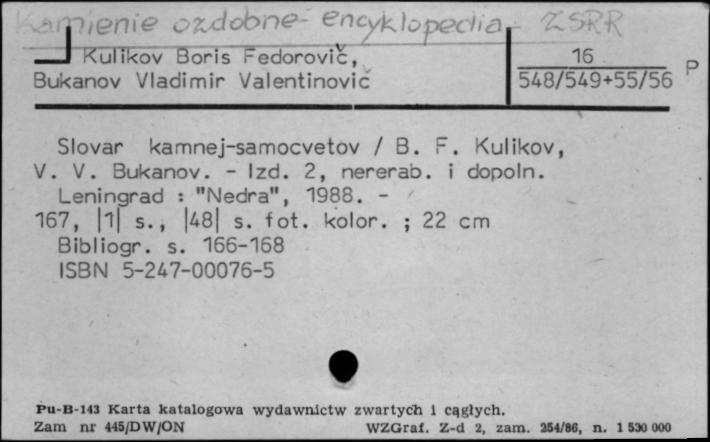 Kamienie ozdobne - encyklopedia - ZSRR
Kulikov Boris Fedorovič,
Bukanov Vladimir Valentinovič
16
548/549+55/56 P
Slovar kamnej-samocvetov / B. F. Kulikov,
V. V. Bukanov. - Izd. 2, nererab. i dopoln.
Leningrad : "Nedra", 1988. -
167, |1| s., |48| s. fot. kolor. ; 22 cm
Bibliogr. s. 166-168
ISBN 5-247-00076-5
Pu-B-143 Karta katalogowa wydawnictw zwartych i ciągłych.
Zam nr 445/DW/ON WZGraf. Z-d 2, zam. 254/86, n. 1 530 000